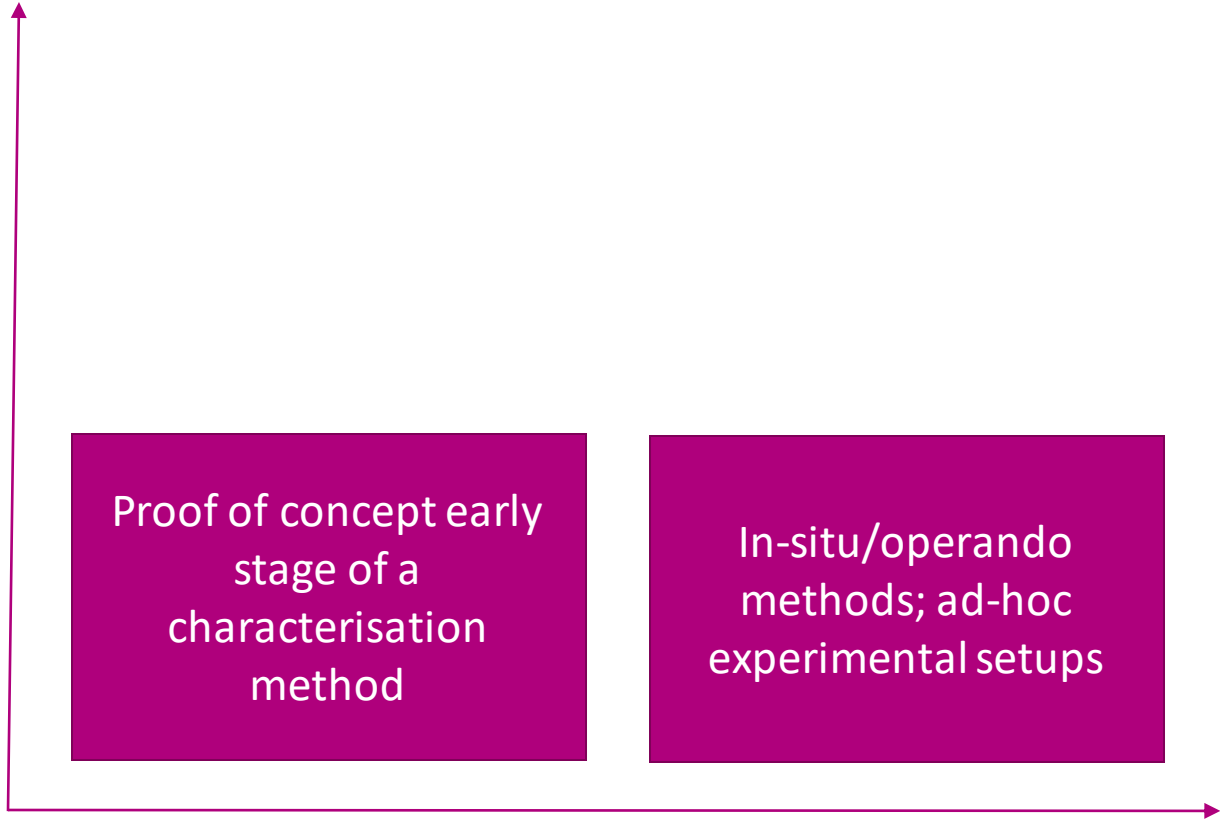 Proof of concept early
stage of a
characterisation
method
In-situ/operando
methods; ad-hoc
experimental setups